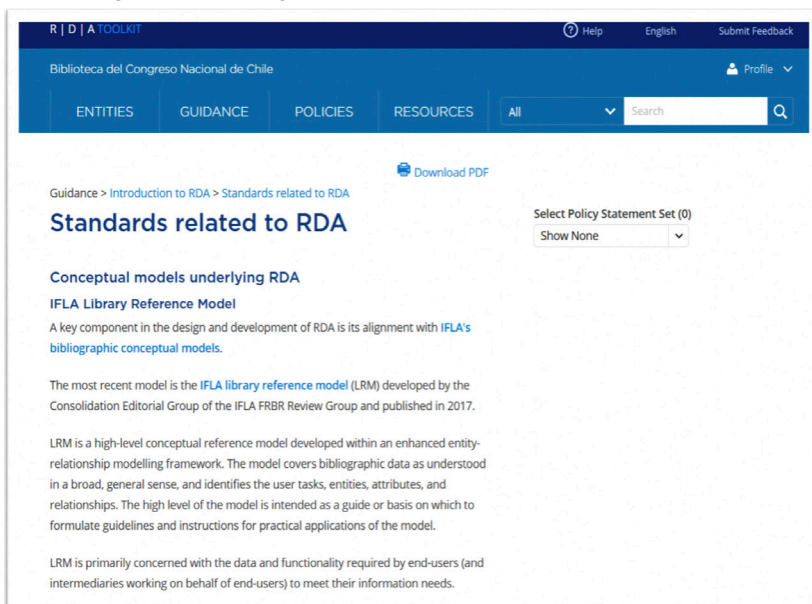 R | D | A TOOLKIT
? Help English Submit Feedback
Biblioteca del Congreso Nacional de Chile
Profile
ENTITIES GUIDANCE POLICIES RESOURCES All Search
Download PDF
Guidance > Introduction to RDA > Standards related to RDA
Standards related to RDA
Select Policy Statement Set (0)
Show None
Conceptual models underlying RDA
IFLA Library Reference Model
A key component in the design and development of RDA is its alignment with IFLA's
bibliographic conceptual models.
The most recent model is the IFLA library reference model (LRM) developed by the
Consolidation Editorial Group of the IFLA FRBR Review Group and published in 2017.
LRM is a high-level conceptual reference model developed within an enhanced entity-
relationship modelling framework. The model covers bibliographic data as understood
in a broad, general sense, and identifies the user tasks, entities, attributes, and
relationships. The high level of the model is intended as a guide or basis on which to
formulate guidelines and instructions for practical applications of the model.
LRM is primarily concerned with the data and functionality required by end-users (and
intermediaries working on behalf of end-users) to meet their information needs.